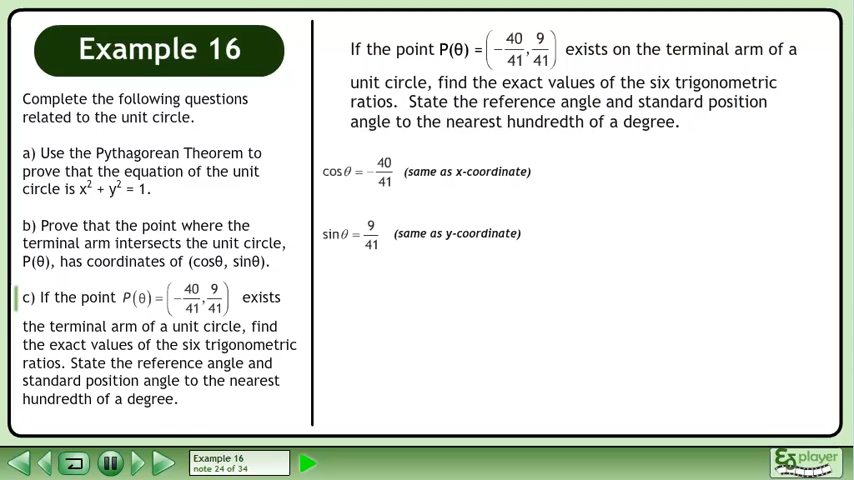 Example 16
Complete the following questions
related to the unit circle.
a) Use the Pythagorean Theorem to
prove that the equation of the unit
circle is x² + y² = 1.
b) Prove that the point where the
terminal arm intersects the unit circle,
P(θ), has coordinates of (cosθ, sinθ).
c) If the point P(θ) = (-40/41, 9/41) exists
the terminal arm of a unit circle, find
the exact values of the six trigonometric
ratios. State the reference angle and
standard position angle to the nearest
hundredth of a degree.
If the point P(θ) = (-40/41, 9/41) exists on the terminal arm of a
unit circle, find the exact values of the six trigonometric
ratios. State the reference angle and standard position
angle to the nearest hundredth of a degree.
cosθ = -40/41 (same as x-coordinate)
sinθ = 9/41 (same as y-coordinate)
Example 16
note 24 of 34
player